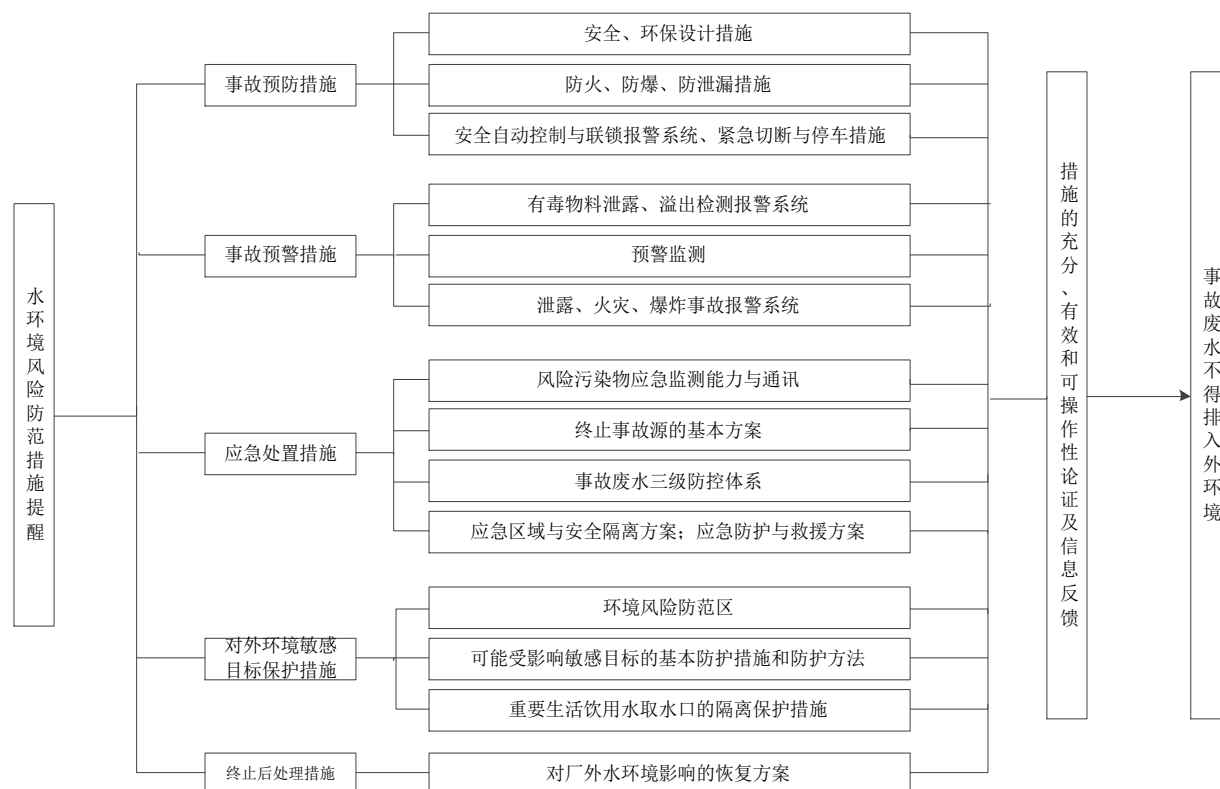 水环境风险防范措施提醒
事故预防措施
安全、环保设计措施
防火、防爆、防泄漏措施
安全自动控制与联锁报警系统、紧急切断与停车措施
事故预警措施
有毒物料泄露、溢出检测报警系统
预警监测
泄露、火灾、爆炸事故报警系统
应急处置措施
风险污染物应急监测能力与通讯
终止事故源的基本方案
事故废水三级防控体系
应急区域与安全隔离方案；应急防护与救援方案
对外环境敏感
目标保护措施
环境风险防范区
可能受影响敏感目标的基本防护措施和防护方法
重要生活饮用水取水口的隔离保护措施
终止后处理措施
对厂外水环境影响的恢复方案
措施的充分、有效和可操作性论证及信息反馈
事故废水不得排入外环境